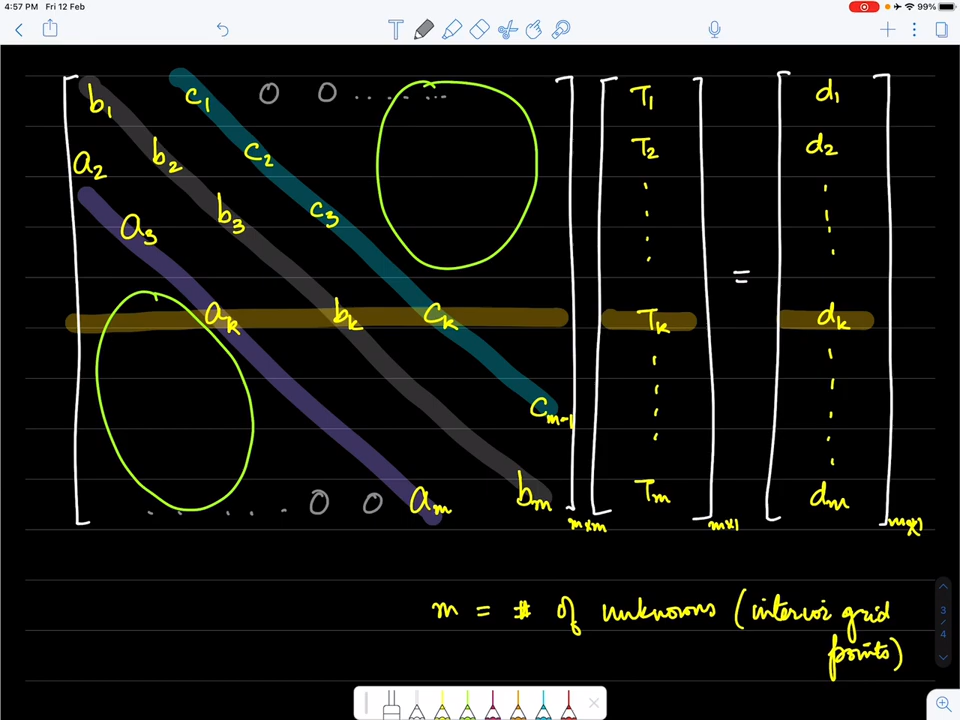 4:57 PM Fri 12 Feb 99%
T
b1 c1 0 0 ........ T1 d1
a2 b2 c2 T2 d2
a3 b3 c3
=
ak bk ck Tk dk
cm-1
..... 0 0 am bm Tm dm
m×m m×1 m×1
m = # of unknowns (interior grid
points)
3
/
4